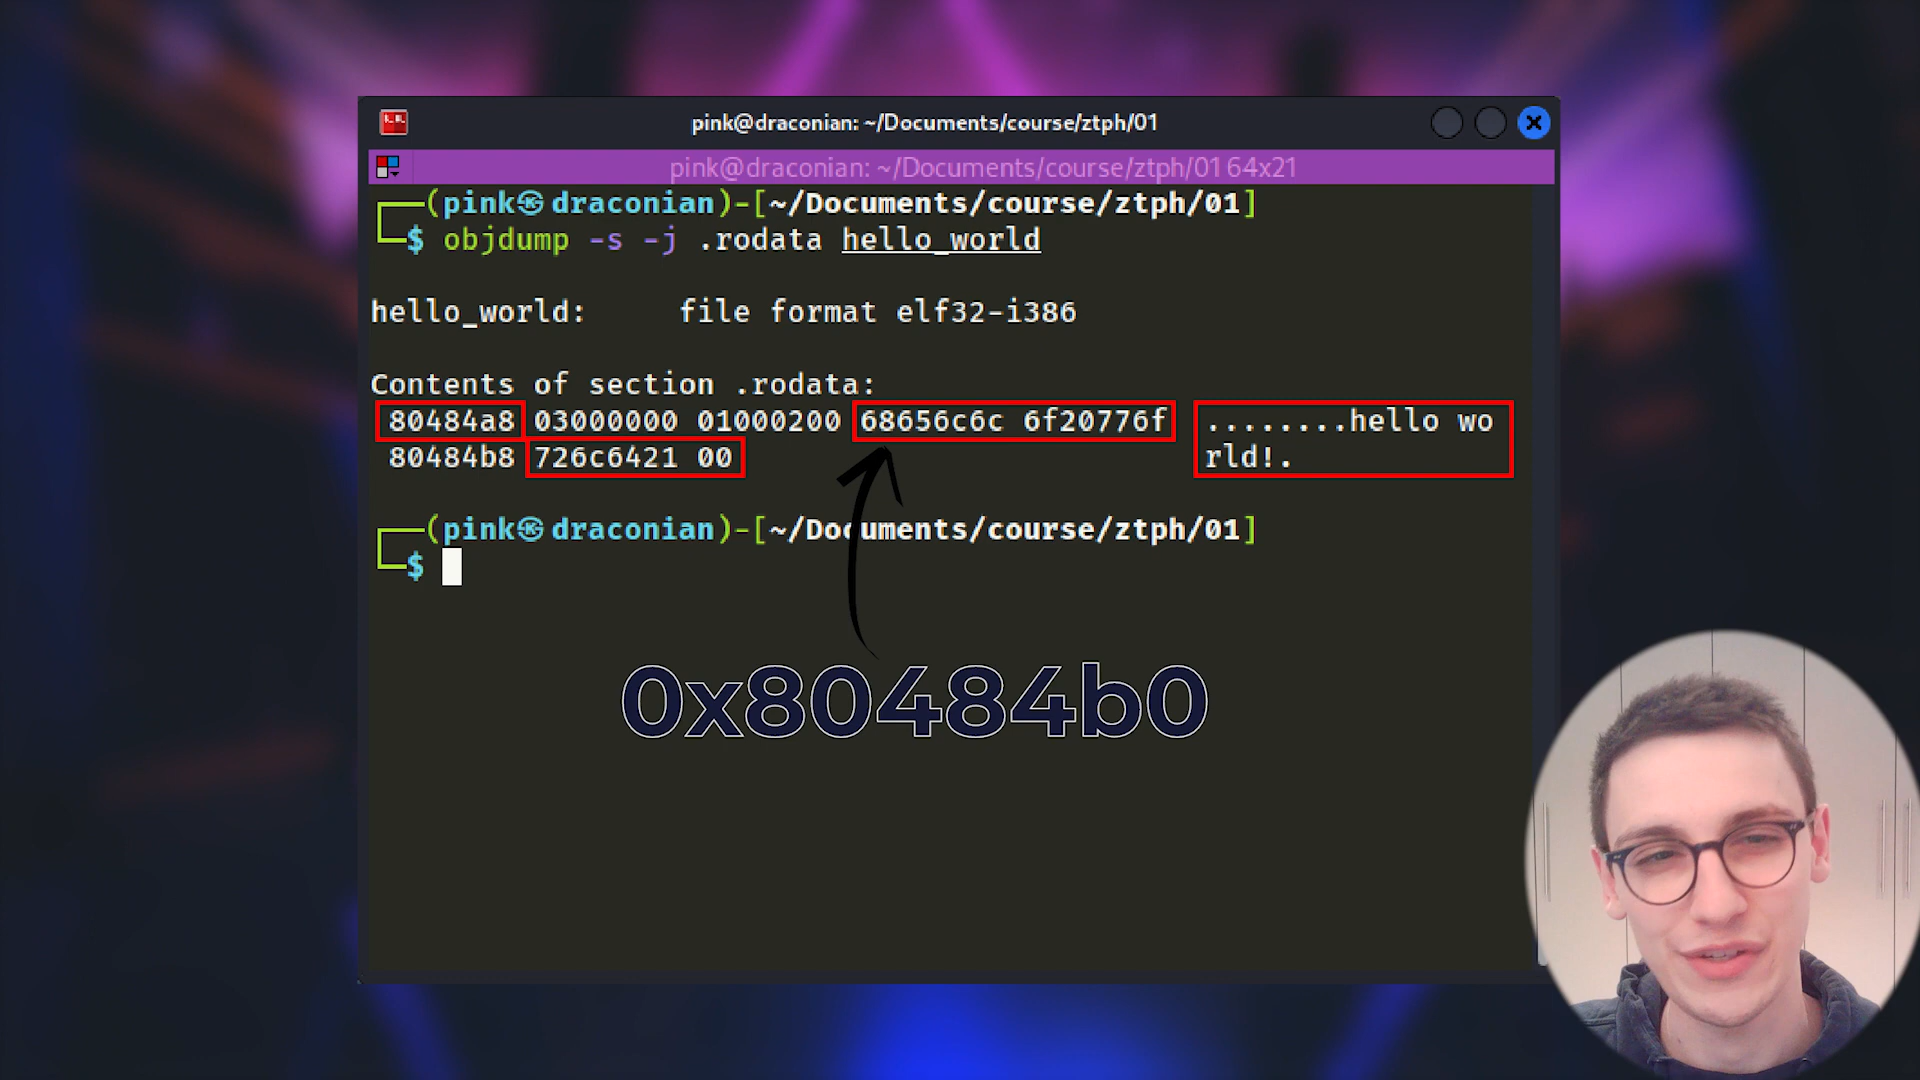 pink@draconian: ~/Documents/course/ztph/01
pink@draconian: ~/Documents/course/ztph/01 64x21
(pink㉿draconian)-[~/Documents/course/ztph/01]
$ objdump -s -j .rodata hello_world
hello_world:     file format elf32-i386
Contents of section .rodata:
80484a8 03000000 01000200 68656c6c 6f20776f  ........hello wo
80484b8 726c6421 00                          rld!.
(pink㉿draconian)-[~/Documents/course/ztph/01]
$
0x80484b0